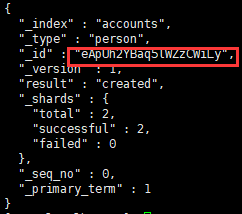 {
"_index" : "accounts",
"_type" : "person",
"_id" : "eApUh2YBaq5lWZzCWiLy",
"_version" : 1,
"result" : "created",
"_shards" : {
"total" : 2,
"successful" : 2,
"failed" : 0
},
"_seq_no" : 0,
"_primary_term" : 1
}